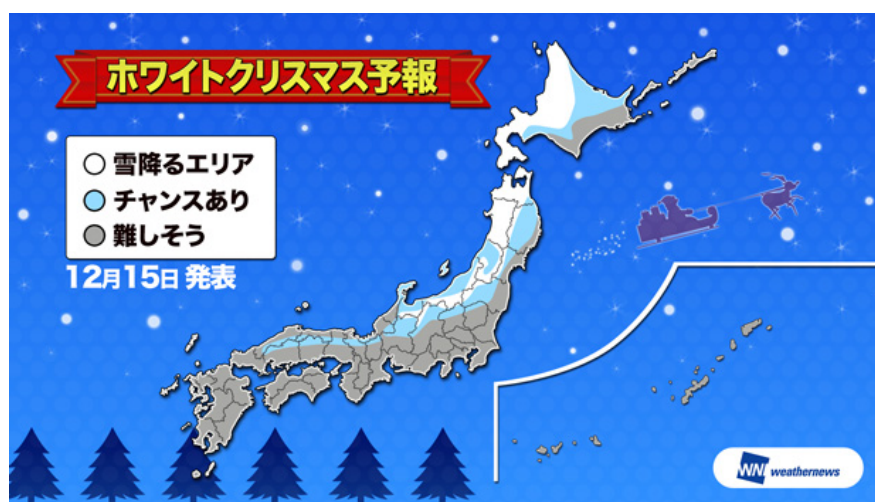 ホワイトクリスマス予報
雪降るエリア
チャンスあり
難しそう
12月15日 発表
WNI weathernews